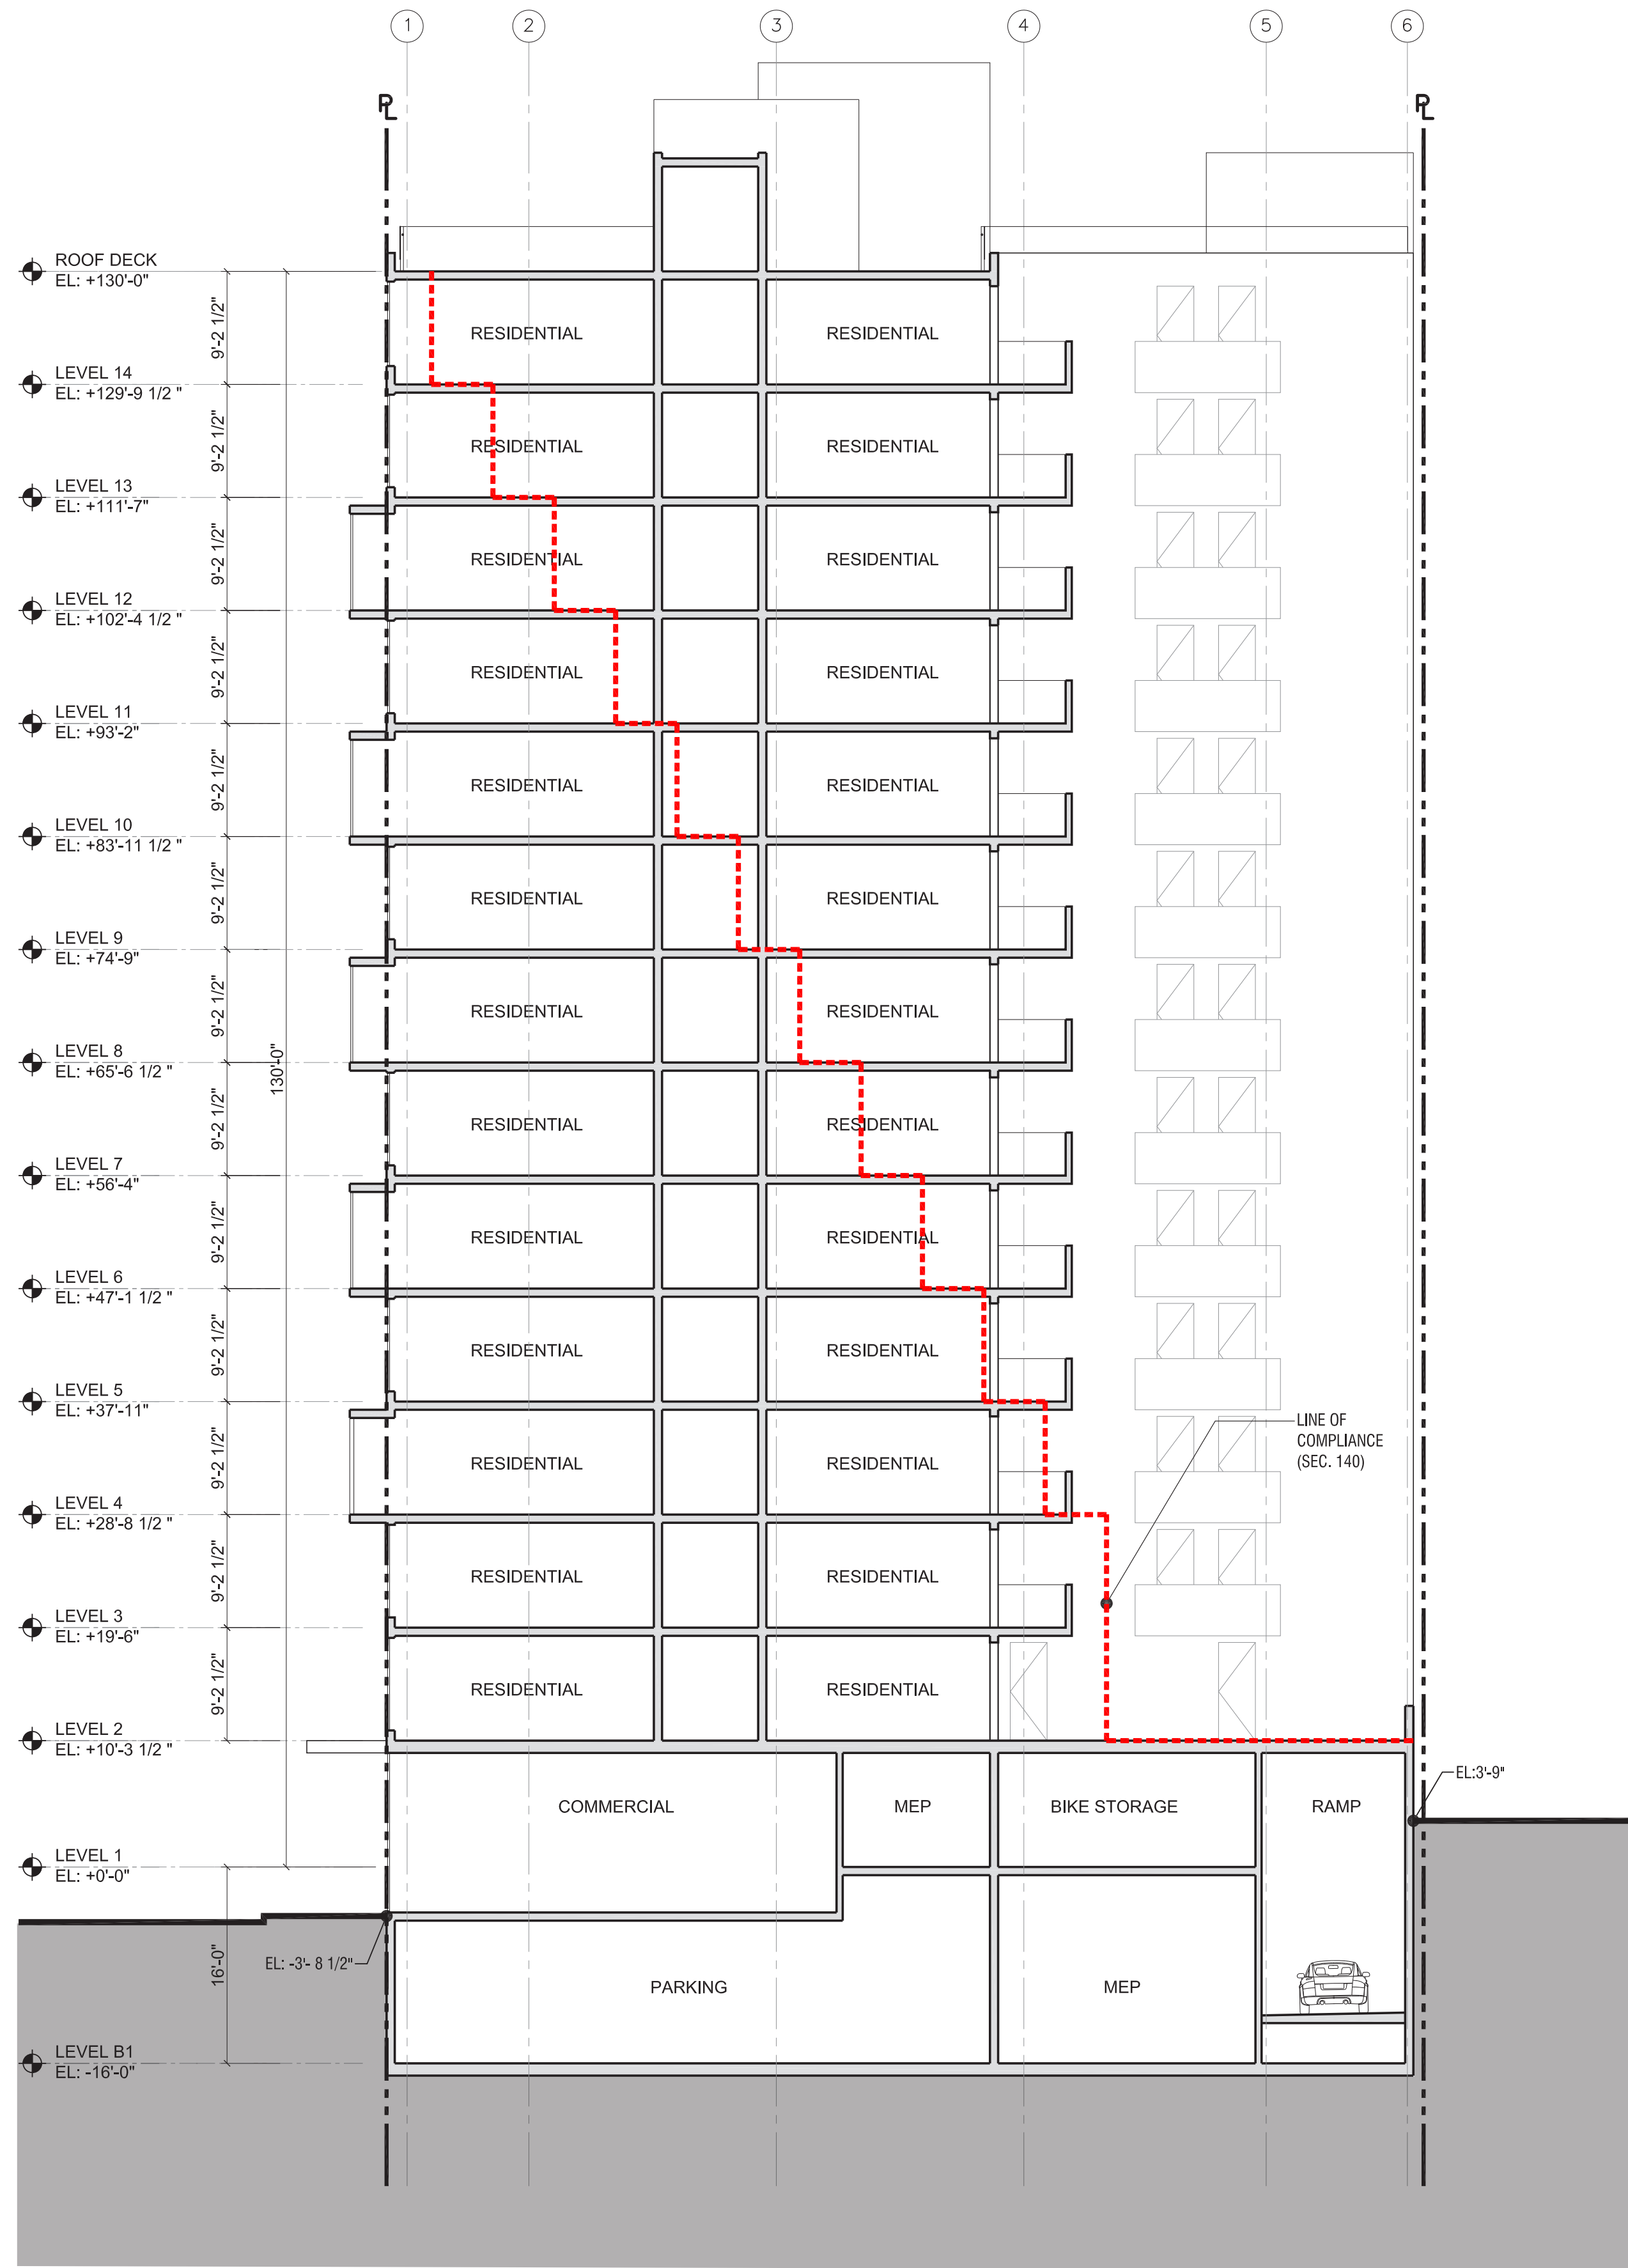 1 2 3 4 5 6
PL PL
ROOF DECK
EL: +130'-0"
9'-2 1/2"
RESIDENTIAL RESIDENTIAL
LEVEL 14
EL: +129'-9 1/2 "
9'-2 1/2"
RESIDENTIAL RESIDENTIAL
LEVEL 13
EL: +111'-7"
9'-2 1/2"
RESIDENTIAL RESIDENTIAL
LEVEL 12
EL: +102'-4 1/2 "
9'-2 1/2"
RESIDENTIAL RESIDENTIAL
LEVEL 11
EL: +93'-2"
9'-2 1/2"
RESIDENTIAL RESIDENTIAL
LEVEL 10
EL: +83'-11 1/2 "
9'-2 1/2"
RESIDENTIAL RESIDENTIAL
LEVEL 9
EL: +74'-9"
9'-2 1/2"
RESIDENTIAL RESIDENTIAL
LEVEL 8
EL: +65'-6 1/2 "
130'-0"
9'-2 1/2"
RESIDENTIAL RESIDENTIAL
LEVEL 7
EL: +56'-4"
9'-2 1/2"
RESIDENTIAL RESIDENTIAL
LEVEL 6
EL: +47'-1 1/2 "
9'-2 1/2"
RESIDENTIAL RESIDENTIAL
LEVEL 5
EL: +37'-11"
LINE OF
COMPLIANCE
(SEC. 140)
9'-2 1/2"
RESIDENTIAL RESIDENTIAL
LEVEL 4
EL: +28'-8 1/2 "
9'-2 1/2"
RESIDENTIAL RESIDENTIAL
LEVEL 3
EL: +19'-6"
9'-2 1/2"
RESIDENTIAL RESIDENTIAL
LEVEL 2
EL: +10'-3 1/2 "
EL:3'-9"
COMMERCIAL MEP BIKE STORAGE RAMP
LEVEL 1
EL: +0'-0"
16'-0"
EL: -3'- 8 1/2"
PARKING MEP
LEVEL B1
EL: -16'-0"